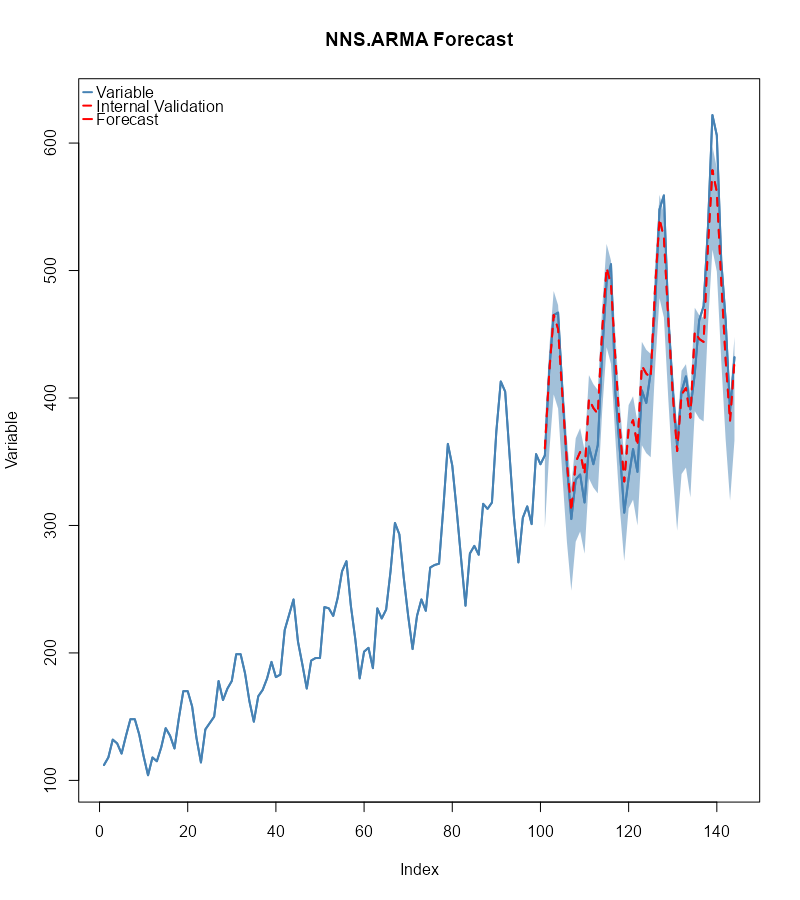 NNS.ARMA Forecast
Variable
Internal Validation
Forecast
600
500
400
300
200
100
Variable
0 20 40 60 80 100 120 140
Index